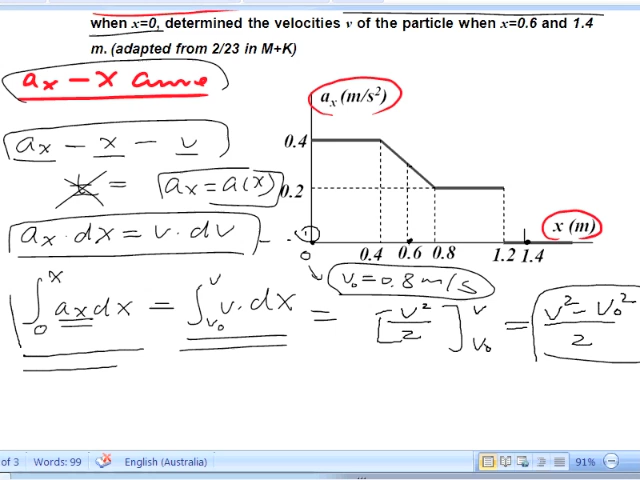 when x=0, determined the velocities v of the particle when x=0.6 and 1.4
m. (adapted from 2/23 in M+K)
ax – x curve
ax (m/s²)
ax – x – v
0.4
= ax = a(x)
0.2
ax · dx = v · dv
x (m)
0 0.4 0.6 0.8 1.2 1.4
v₀ = 0.8 m/s
∫₀ˣ ax dx = ∫ᵥ₀ᵛ v · dx = [v²/2]ᵥ₀ᵛ = (v² – v₀²)/2
of 3 Words: 99 English (Australia) 91%